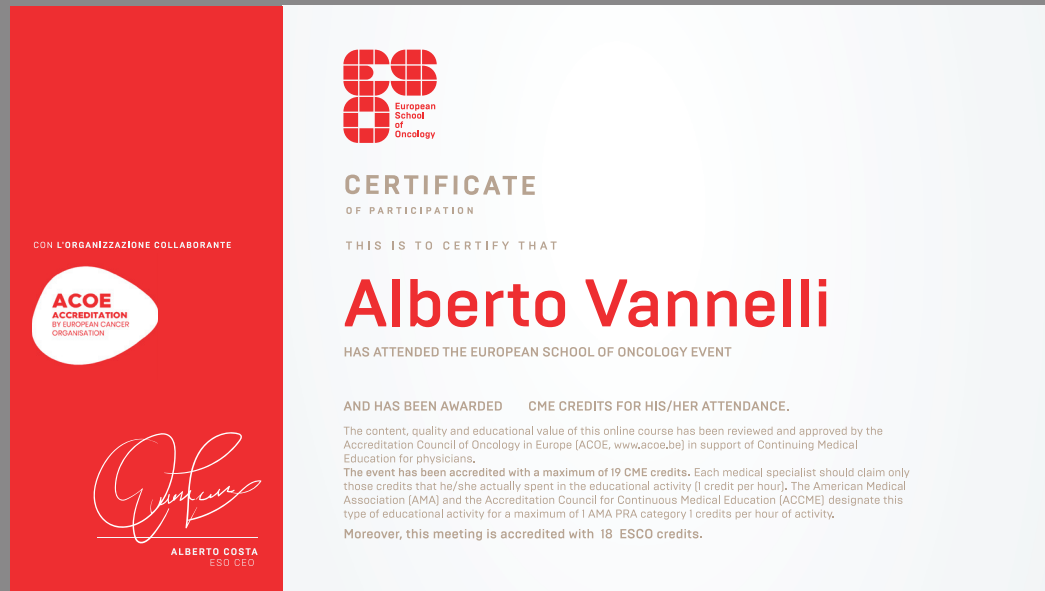 CON L'ORGANIZZAZIONE COLLABORANTE
ACOE
ACCREDITATION
BY EUROPEAN CANCER
ORGANISATION
ALBERTO COSTA
ESO CEO
ESO
European
School
of
Oncology
CERTIFICATE
OF PARTICIPATION
THIS IS TO CERTIFY THAT
Alberto Vannelli
HAS ATTENDED THE EUROPEAN SCHOOL OF ONCOLOGY EVENT
AND HAS BEEN AWARDED CME CREDITS FOR HIS/HER ATTENDANCE.
The content, quality and educational value of this online course has been reviewed and approved by the
Accreditation Council of Oncology in Europe (ACOE, www.acoe.be) in support of Continuing Medical
Education for physicians.
The event has been accredited with a maximum of 19 CME credits. Each medical specialist should claim only
those credits that he/she actually spent in the educational activity (1 credit per hour). The American Medical
Association (AMA) and the Accreditation Council for Continuous Medical Education (ACCME) designate this
type of educational activity for a maximum of 1 AMA PRA category 1 credits per hour of activity.
Moreover, this meeting is accredited with 18 ESCO credits.